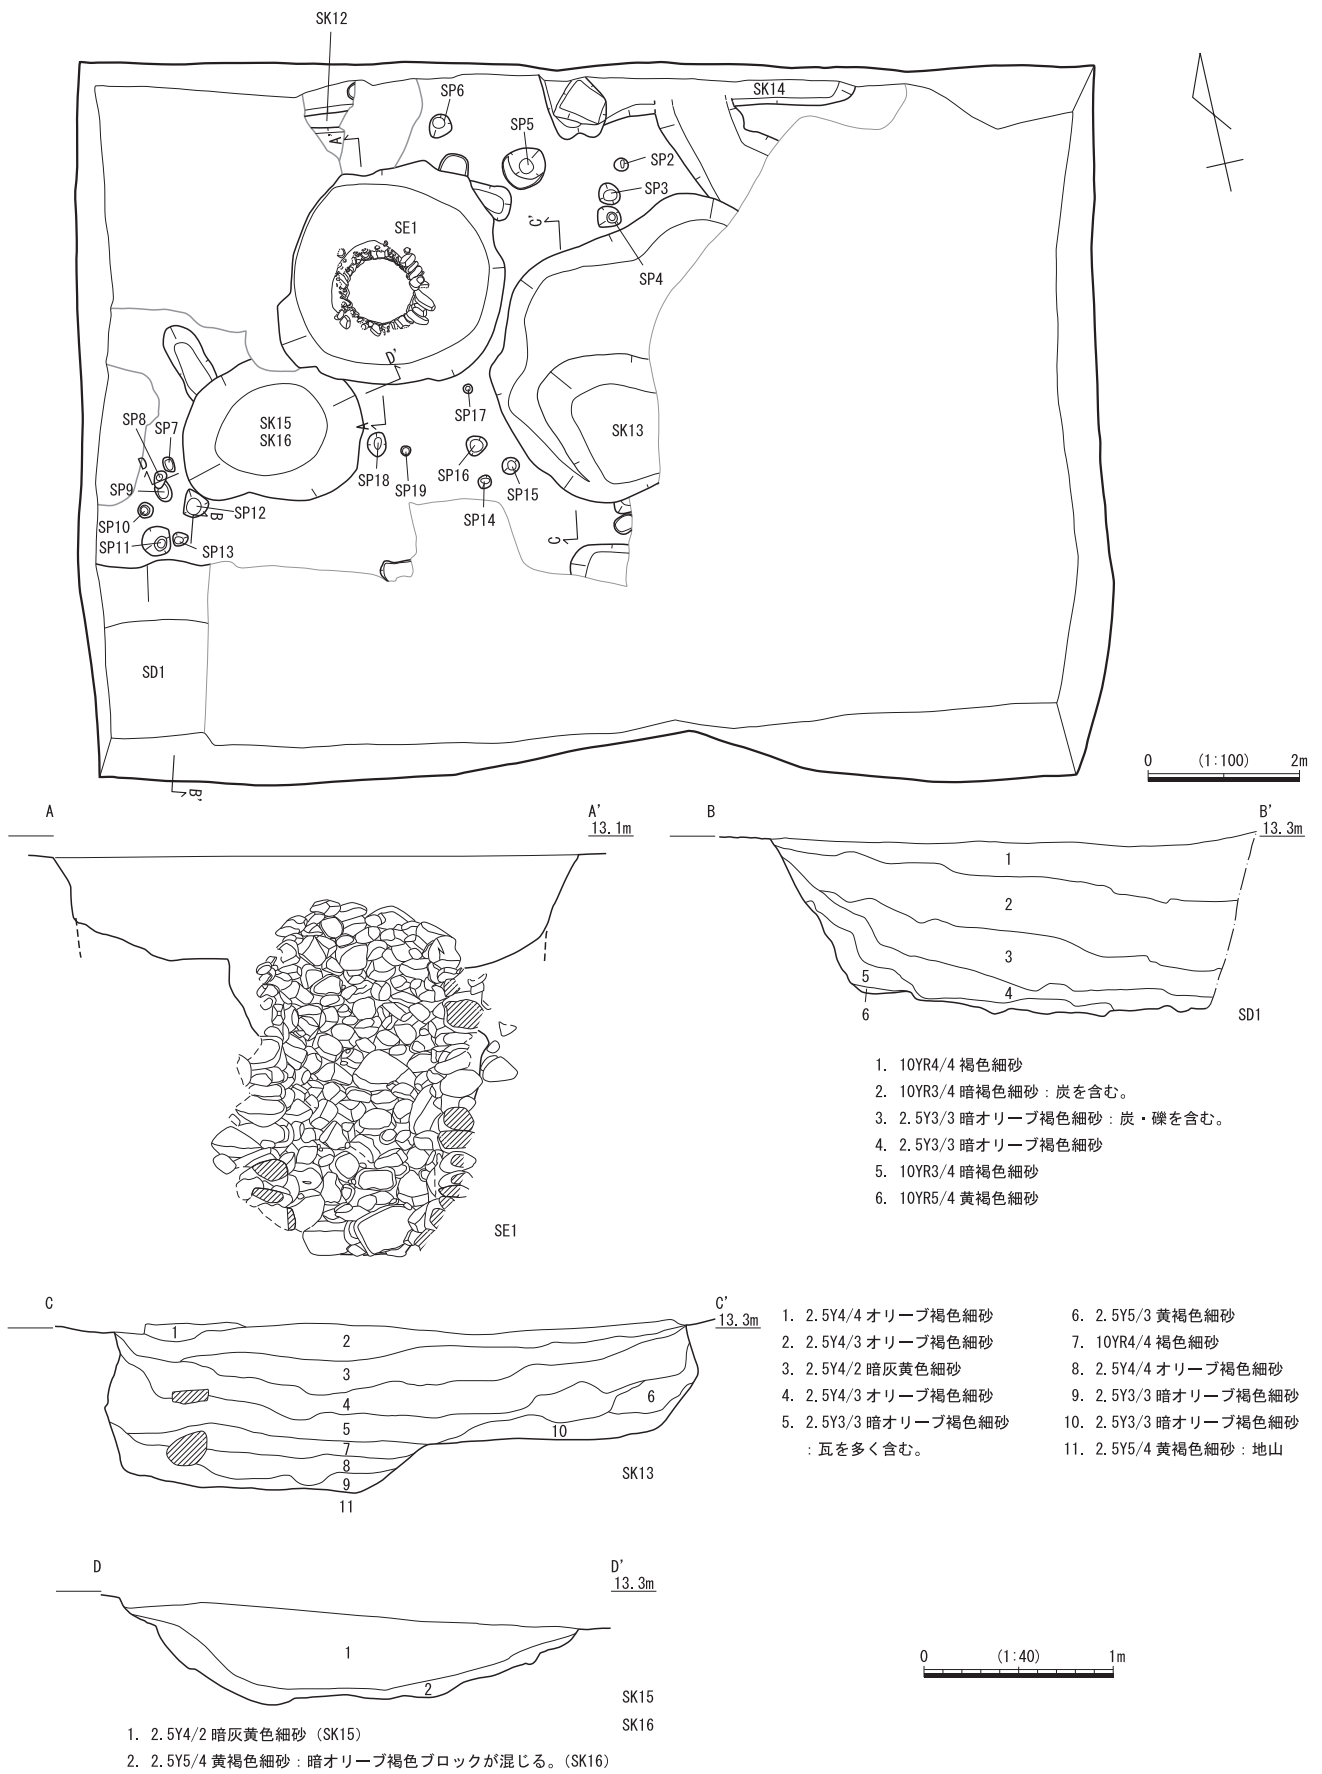 SK12
SK14
SP6
SP5
SP2
SP3
A'
SE1
C'
SP4
D'
SP17
SK15
SK16
SK13
SP8
SP7
A
SP18
SP19
SP16
SP15
SP14
SP9
SP10
SP12
B
SP11
SP13
C
SD1
B'
0 (1:100) 2m
A A'
13.1m
SE1
B B'
13.3m
1
2
3
5
4
6
SD1
1. 10YR4/4 褐色細砂
2. 10YR3/4 暗褐色細砂：炭を含む。
3. 2.5Y3/3 暗オリーブ褐色細砂：炭・礫を含む。
4. 2.5Y3/3 暗オリーブ褐色細砂
5. 10YR3/4 暗褐色細砂
6. 10YR5/4 黄褐色細砂
C C'
13.3m
1
2
3
4
6
5
10
7
8
9
11
SK13
1. 2.5Y4/4 オリーブ褐色細砂
2. 2.5Y4/3 オリーブ褐色細砂
3. 2.5Y4/2 暗灰黄色細砂
4. 2.5Y4/3 オリーブ褐色細砂
5. 2.5Y3/3 暗オリーブ褐色細砂
：瓦を多く含む。
6. 2.5Y5/3 黄褐色細砂
7. 10YR4/4 褐色細砂
8. 2.5Y4/4 オリーブ褐色細砂
9. 2.5Y3/3 暗オリーブ褐色細砂
10. 2.5Y3/3 暗オリーブ褐色細砂
11. 2.5Y5/4 黄褐色細砂：地山
D D'
13.3m
1
2
SK15
SK16
0 (1:40) 1m
1. 2.5Y4/2 暗灰黄色細砂（SK15）
2. 2.5Y5/4 黄褐色細砂：暗オリーブ褐色ブロックが混じる。（SK16）